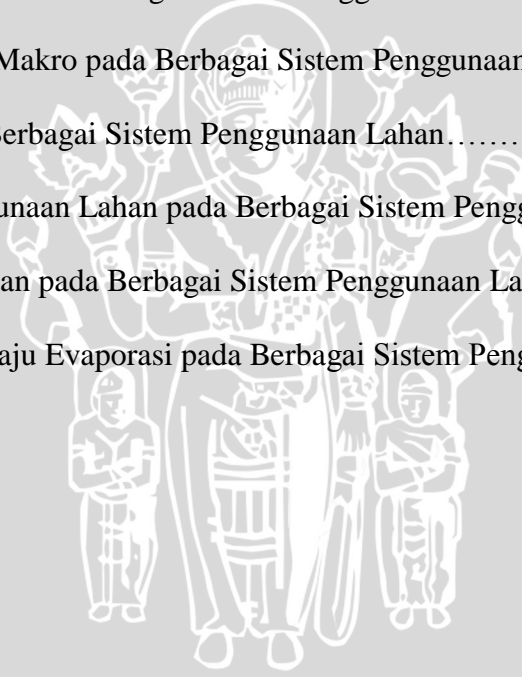 Makro pada Berbagai Sistem Penggunaan
Berbagai Sistem Penggunaan Lahan……..
unaan Lahan pada Berbagai Sistem Pengg
an pada Berbagai Sistem Penggunaan La
aju Evaporasi pada Berbagai Sistem Peng